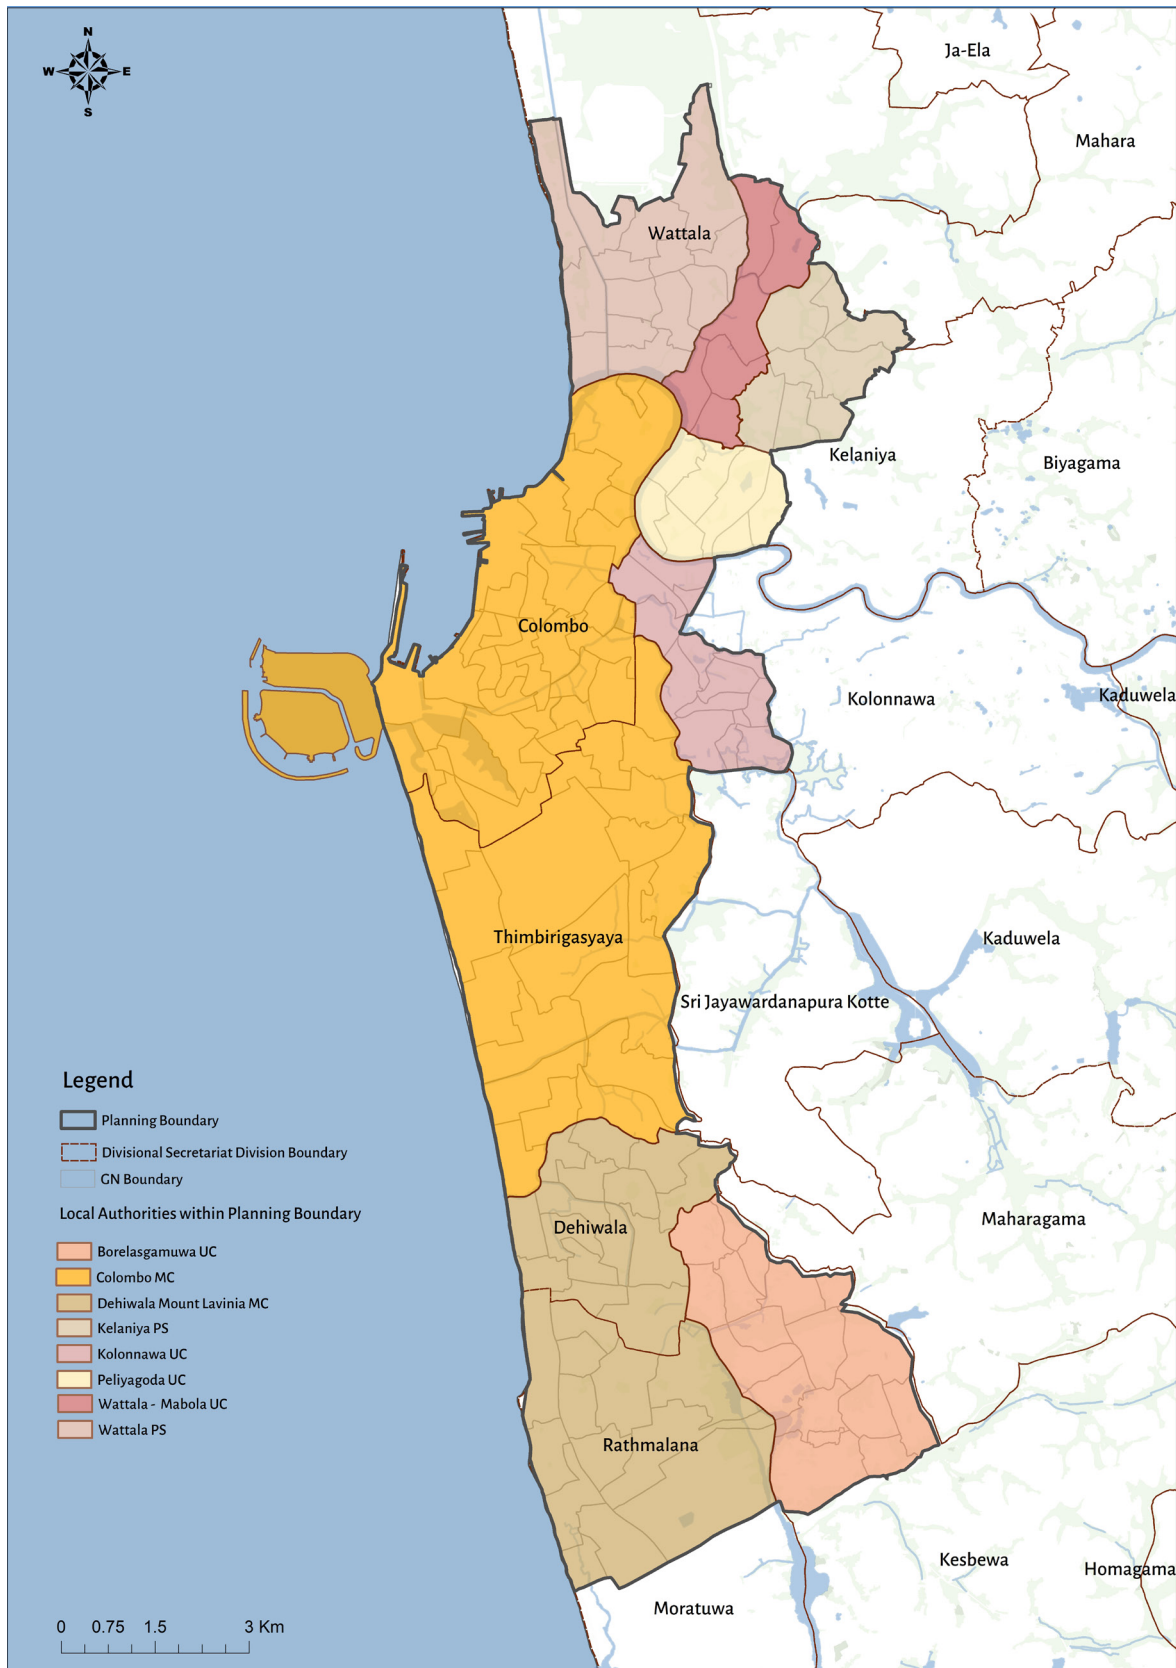 N
W E
S
Ja-Ela
Mahara
Wattala
Kelaniya
Biyagama
Colombo
Kolonnawa
Kaduwela
Thimbirigasyaya
Kaduwela
Sri Jayawardanapura Kotte
Maharagama
Dehiwala
Rathmalana
Kesbewa
Homagama
Moratuwa
Legend
Planning Boundary
Divisional Secretariat Division Boundary
GN Boundary
Local Authorities within Planning Boundary
Borelasgamuwa UC
Colombo MC
Dehiwala Mount Lavinia MC
Kelaniya PS
Kolonnawa UC
Peliyagoda UC
Wattala - Mabola UC
Wattala PS
0 0.75 1.5 3 Km